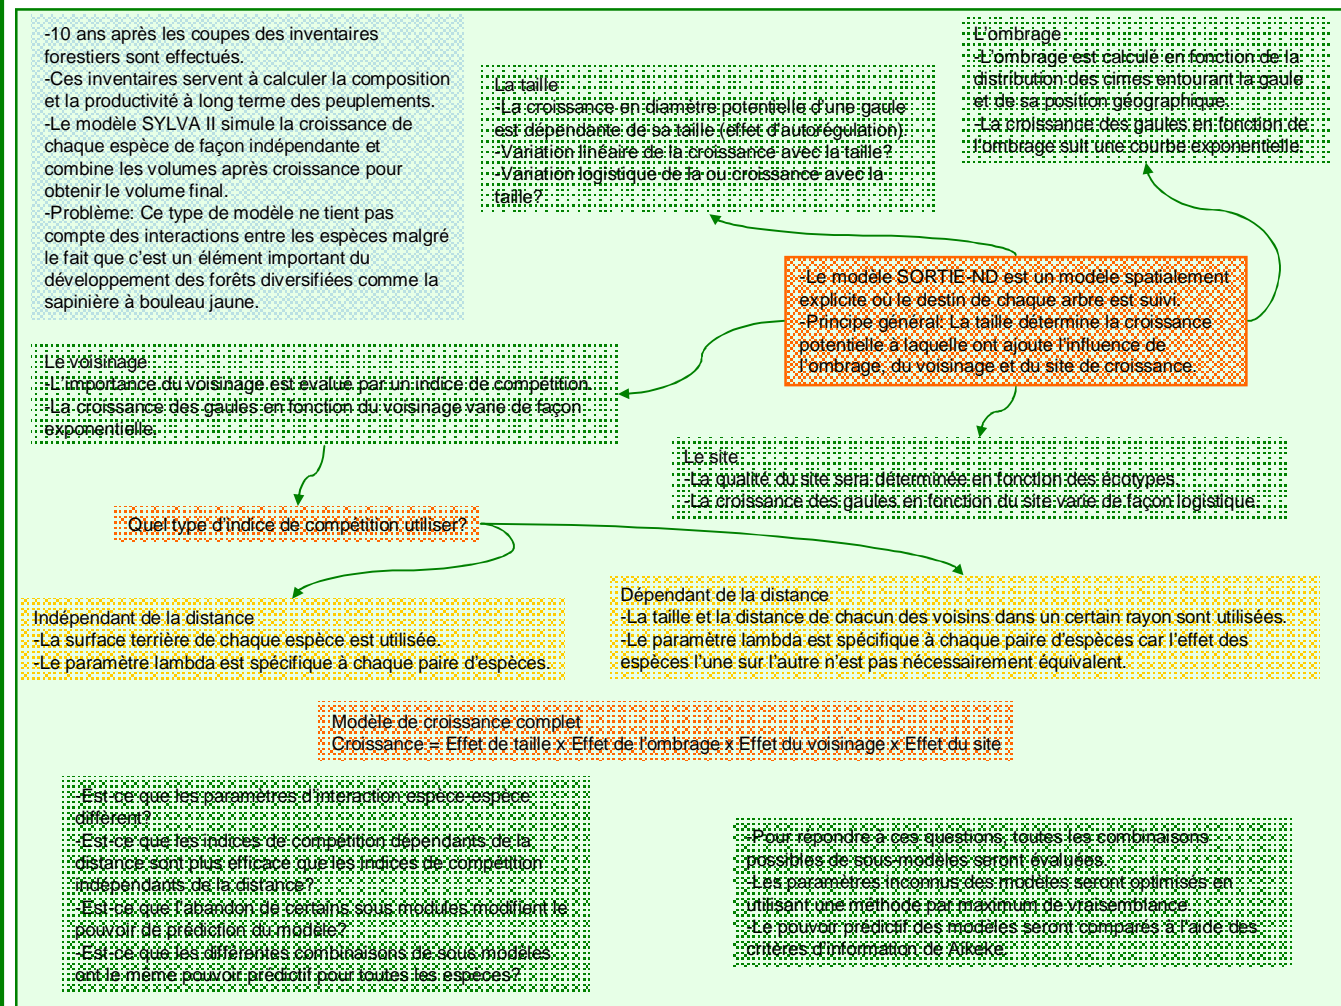 -10 ans après les coupes des inventaires
forestiers sont effectués.
-Ces inventaires servent à calculer la composition
et la productivité à long terme des peuplements.
-Le modèle SYLVA II simule la croissance de
chaque espèce de façon indépendante et
combine les volumes après croissance pour
obtenir le volume final.
-Problème: Ce type de modèle ne tient pas
compte des interactions entre les espèces malgré
le fait que c'est un élément important du
développement des forêts diversifiées comme la
sapinière à bouleau jaune.
La taille
-La croissance en diamètre potentielle d'une gaule
est dépendante de sa taille (effet d'autorégulation).
-Variation linéaire de la croissance avec la taille?
-Variation logistique de la ou croissance avec la
taille?
L'ombrage
-L'ombrage est calculé en fonction de la
distribution des cimes entourant la gaule
et de sa position géographique.
-La croissance des gaules en fonction de
l'ombrage suit une courbe exponentielle.
-Le modèle SORTIE-ND est un modèle spatialement
explicite où le destin de chaque arbre est suivi.
-Principe général: La taille détermine la croissance
potentielle à laquelle ont ajoute l'influence de
l'ombrage, du voisinage et du site de croissance.
Le voisinage
-L'importance du voisinage est évalué par un indice de compétition.
-La croissance des gaules en fonction du voisinage varie de façon
exponentielle.
Le site
-La qualité du site sera déterminée en fonction des écotypes.
-La croissance des gaules en fonction du site varie de façon logistique.
Quel type d'indice de compétition utiliser?
Indépendant de la distance
-La surface terrière de chaque espèce est utilisée.
-Le paramètre lambda est spécifique à chaque paire d'espèces.
Dépendant de la distance
-La taille et la distance de chacun des voisins dans un certain rayon sont utilisées.
-Le paramètre lambda est spécifique à chaque paire d'espèces car l'effet des
espèces l'une sur l'autre n'est pas nécessairement équivalent.
Modèle de croissance complet
Croissance = Effet de taille x Effet de l'ombrage x Effet du voisinage x Effet du site
-Est-ce que les paramètres d'interaction espèce-espèce
diffèrent?
-Est-ce que les indices de compétition dépendants de la
distance sont plus efficace que les indices de compétition
indépendants de la distance?
-Est-ce que l'abandon de certains sous modules modifient le
pouvoir de prédiction du modèle?
-Est-ce que les différentes combinaisons de sous modèles
ont le même pouvoir prédictif pour toutes les espèces?
-Pour répondre à ces questions, toutes les combinaisons
possibles de sous-modèles seront évaluées.
-Les paramètres inconnus des modèles seront optimisés en
utilisant une méthode par maximum de vraisemblance.
-Le pouvoir prédictif des modèles seront comparés à l'aide des
critères d'information de Aikeke.